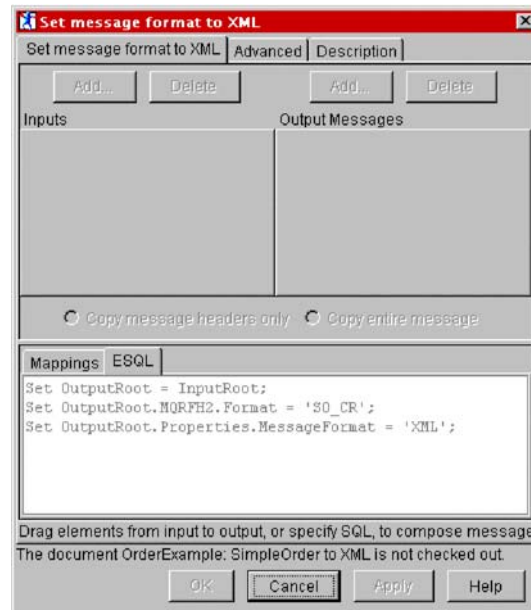 Set message format to XML
Set message format to XML Advanced Description
Add... Delete Add... Delete
Inputs Output Messages
Copy message headers only Copy entire message
Mappings ESQL
Set OutputRoot = InputRoot;
Set OutputRoot.MQRFH2.Format = 'SO_CR';
Set OutputRoot.Properties.MessageFormat = 'XML';
Drag elements from input to output, or specify SQL, to compose message
The document OrderExample: SimpleOrder to XML is not checked out.
OK Cancel Apply Help